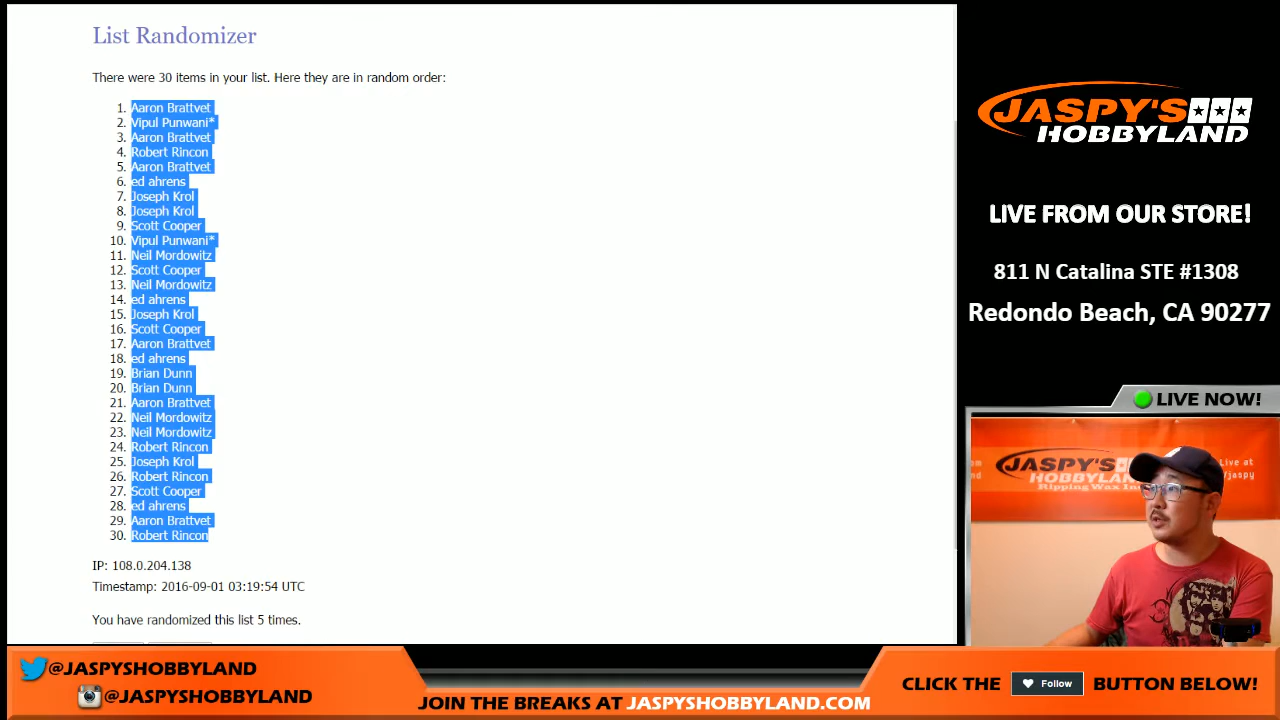 List Randomizer
There were 30 items in your list. Here they are in random order:
1. Aaron Brattvet
2. Vipul Punwani*
3. Aaron Brattvet
4. Robert Rincon
5. Aaron Brattvet
6. ed ahrens
7. Joseph Krol
8. Joseph Krol
9. Scott Cooper
10. Vipul Punwani*
11. Neil Mordowitz
12. Scott Cooper
13. Neil Mordowitz
14. ed ahrens
15. Joseph Krol
16. Scott Cooper
17. Aaron Brattvet
18. ed ahrens
19. Brian Dunn
20. Brian Dunn
21. Aaron Brattvet
22. Neil Mordowitz
23. Neil Mordowitz
24. Robert Rincon
25. Joseph Krol
26. Robert Rincon
27. Scott Cooper
28. ed ahrens
29. Aaron Brattvet
30. Robert Rincon
IP: 108.0.204.138
Timestamp: 2016-09-01 03:19:54 UTC
You have randomized this list 5 times.
JASPY'S
HOBBYLAND
LIVE FROM OUR STORE!
811 N Catalina STE #1308
Redondo Beach, CA 90277
LIVE NOW!
JASPY'S
HOBBYLAND
Ripping Wax
Live at
/jaspy
@JASPYSHOBBYLAND
@JASPYSHOBBYLAND
JOIN THE BREAKS AT JASPYSHOBBYLAND.COM
CLICK THE Follow BUTTON BELOW!